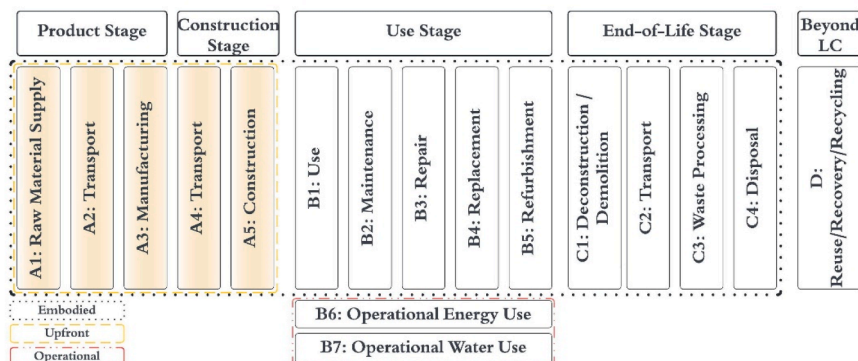 Product Stage
Construction
Stage
Use Stage
End-of-Life Stage
Beyond
LC
A1: Raw Material Supply
A2: Transport
A3: Manufacturing
A4: Transport
A5: Construction
B1: Use
B2: Maintenance
B3: Repair
B4: Replacement
B5: Refurbishment
C1: Deconstruction /
Demolition
C2: Transport
C3: Waste Processing
C4: Disposal
D:
Reuse/Recovery/Recycling
Embodied
Upfront
Operational
B6: Operational Energy Use
B7: Operational Water Use